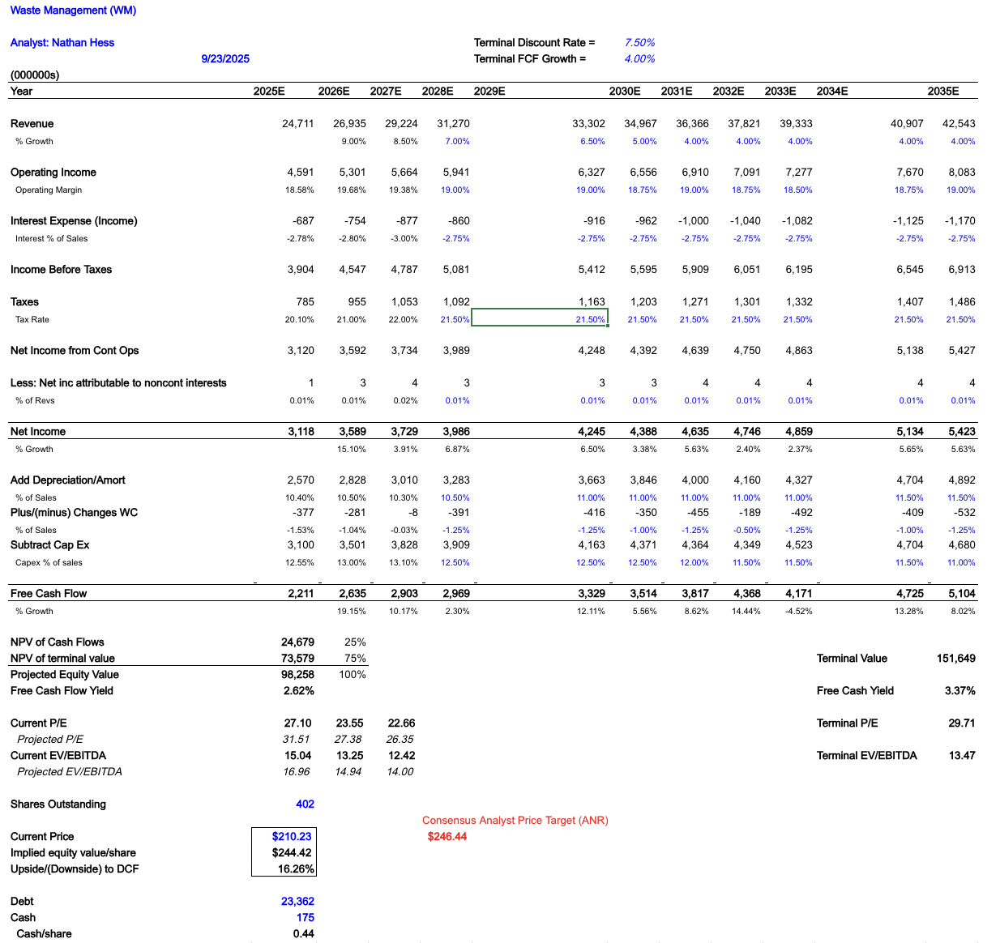 Waste Management (WM)
Analyst: Nathan Hess Terminal Discount Rate = 7.50%
9/23/2025 Terminal FCF Growth = 4.00%
(000000s)
Year 2025E 2026E 2027E 2028E 2029E 2030E 2031E 2032E 2033E 2034E 2035E
Revenue 24,711 26,935 29,224 31,270 33,302 34,967 36,366 37,821 39,333 40,907 42,543
% Growth 9.00% 8.50% 7.00% 6.50% 5.00% 4.00% 4.00% 4.00% 4.00% 4.00%
Operating Income 4,591 5,301 5,664 5,941 6,327 6,556 6,910 7,091 7,277 7,670 8,083
Operating Margin 18.58% 19.68% 19.38% 19.00% 19.00% 18.75% 19.00% 18.75% 18.50% 18.75% 19.00%
Interest Expense (Income) -687 -754 -877 -860 -916 -962 -1,000 -1,040 -1,082 -1,125 -1,170
Interest % of Sales -2.78% -2.80% -3.00% -2.75% -2.75% -2.75% -2.75% -2.75% -2.75% -2.75% -2.75%
Income Before Taxes 3,904 4,547 4,787 5,081 5,412 5,595 5,909 6,051 6,195 6,545 6,913
Taxes 785 955 1,053 1,092 1,163 1,203 1,271 1,301 1,332 1,407 1,486
Tax Rate 20.10% 21.00% 22.00% 21.50% 21.50% 21.50% 21.50% 21.50% 21.50% 21.50% 21.50%
Net Income from Cont Ops 3,120 3,592 3,734 3,989 4,248 4,392 4,639 4,750 4,863 5,138 5,427
Less: Net inc attributable to noncont interests 1 3 4 3 3 3 4 4 4 4 4
% of Revs 0.01% 0.01% 0.02% 0.01% 0.01% 0.01% 0.01% 0.01% 0.01% 0.01% 0.01%
Net Income 3,118 3,589 3,729 3,986 4,245 4,388 4,635 4,746 4,859 5,134 5,423
% Growth 15.10% 3.91% 6.87% 6.50% 3.38% 5.63% 2.40% 2.37% 5.65% 5.63%
Add Depreciation/Amort 2,570 2,828 3,010 3,283 3,663 3,846 4,000 4,160 4,327 4,704 4,892
% of Sales 10.40% 10.50% 10.30% 10.50% 11.00% 11.00% 11.00% 11.00% 11.00% 11.50% 11.50%
Plus/(minus) Changes WC -377 -281 -8 -391 -416 -350 -455 -189 -492 -409 -532
% of Sales -1.53% -1.04% -0.03% -1.25% -1.25% -1.00% -1.25% -0.50% -1.25% -1.00% -1.25%
Subtract Cap Ex 3,100 3,501 3,828 3,909 4,163 4,371 4,364 4,349 4,523 4,704 4,680
Capex % of sales 12.55% 13.00% 13.10% 12.50% 12.50% 12.50% 12.00% 11.50% 11.50% 11.50% 11.00%
Free Cash Flow 2,211 2,635 2,903 2,969 3,329 3,514 3,817 4,368 4,171 4,725 5,104
% Growth 19.15% 10.17% 2.30% 12.11% 5.56% 8.62% 14.44% -4.52% 13.28% 8.02%
NPV of Cash Flows 24,679 25%
NPV of terminal value 73,579 75% Terminal Value 151,649
Projected Equity Value 98,258 100%
Free Cash Flow Yield 2.62% Free Cash Yield 3.37%
Current P/E 27.10 23.55 22.66 Terminal P/E 29.71
Projected P/E 31.51 27.38 26.35
Current EV/EBITDA 15.04 13.25 12.42 Terminal EV/EBITDA 13.47
Projected EV/EBITDA 16.96 14.94 14.00
Shares Outstanding 402
Consensus Analyst Price Target (ANR)
Current Price $210.23 $246.44
Implied equity value/share $244.42
Upside/(Downside) to DCF 16.26%
Debt 23,362
Cash 175
Cash/share 0.44